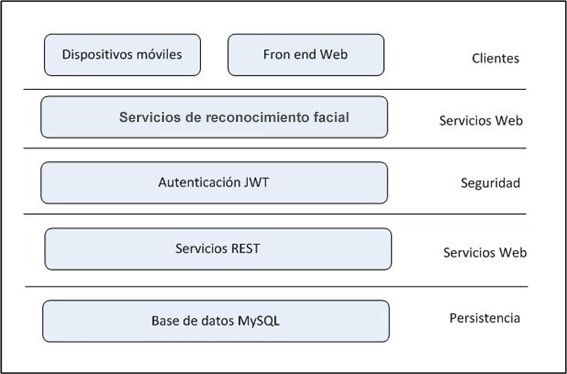 Dispositivos móviles
Fron end Web
Clientes
Servicios de reconocimiento facial
Servicios Web
Autenticación JWT
Seguridad
Servicios REST
Servicios Web
Base de datos MySQL
Persistencia